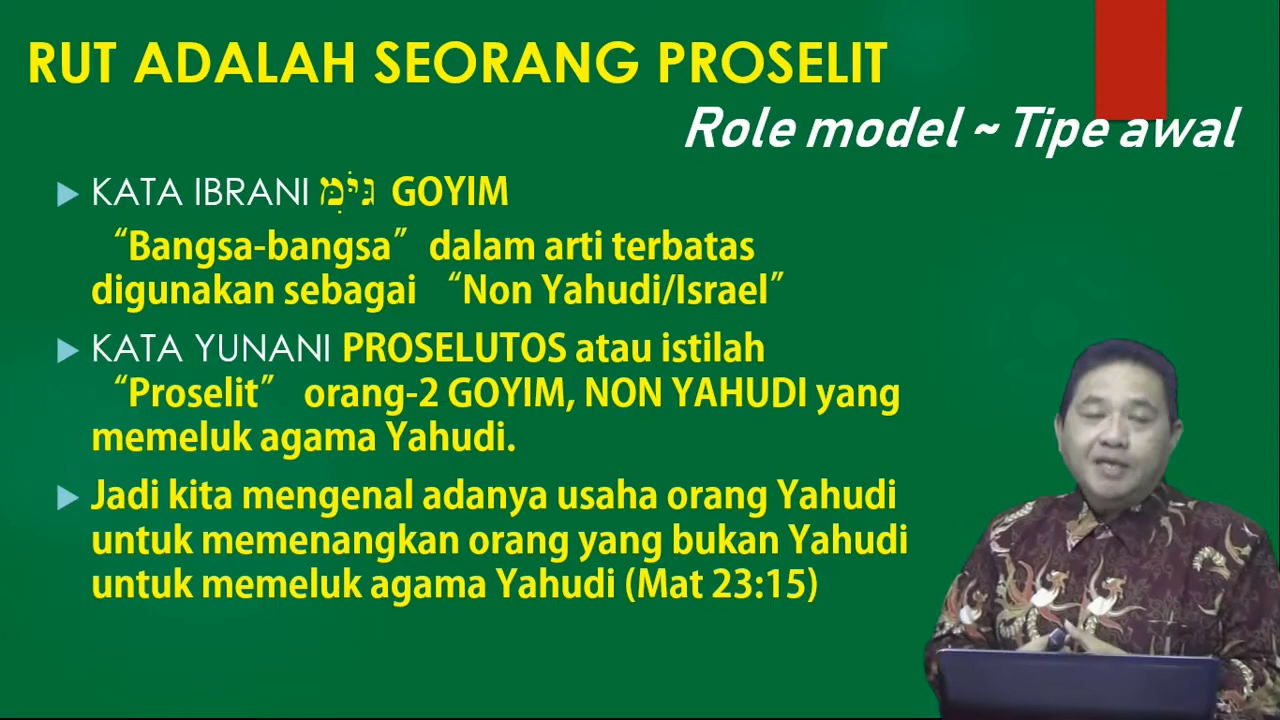 RUT ADALAH SEORANG PROSELIT
Role model ~ Tipe awal
KATA IBRANI גּוֹיִּמ GOYIM
“Bangsa-bangsa” dalam arti terbatas
digunakan sebagai “Non Yahudi/Israel”
KATA YUNANI PROSELUTOS atau istilah
“Proselit” orang-2 GOYIM, NON YAHUDI yang
memeluk agama Yahudi.
Jadi kita mengenal adanya usaha orang Yahudi
untuk memenangkan orang yang bukan Yahudi
untuk memeluk agama Yahudi (Mat 23:15)